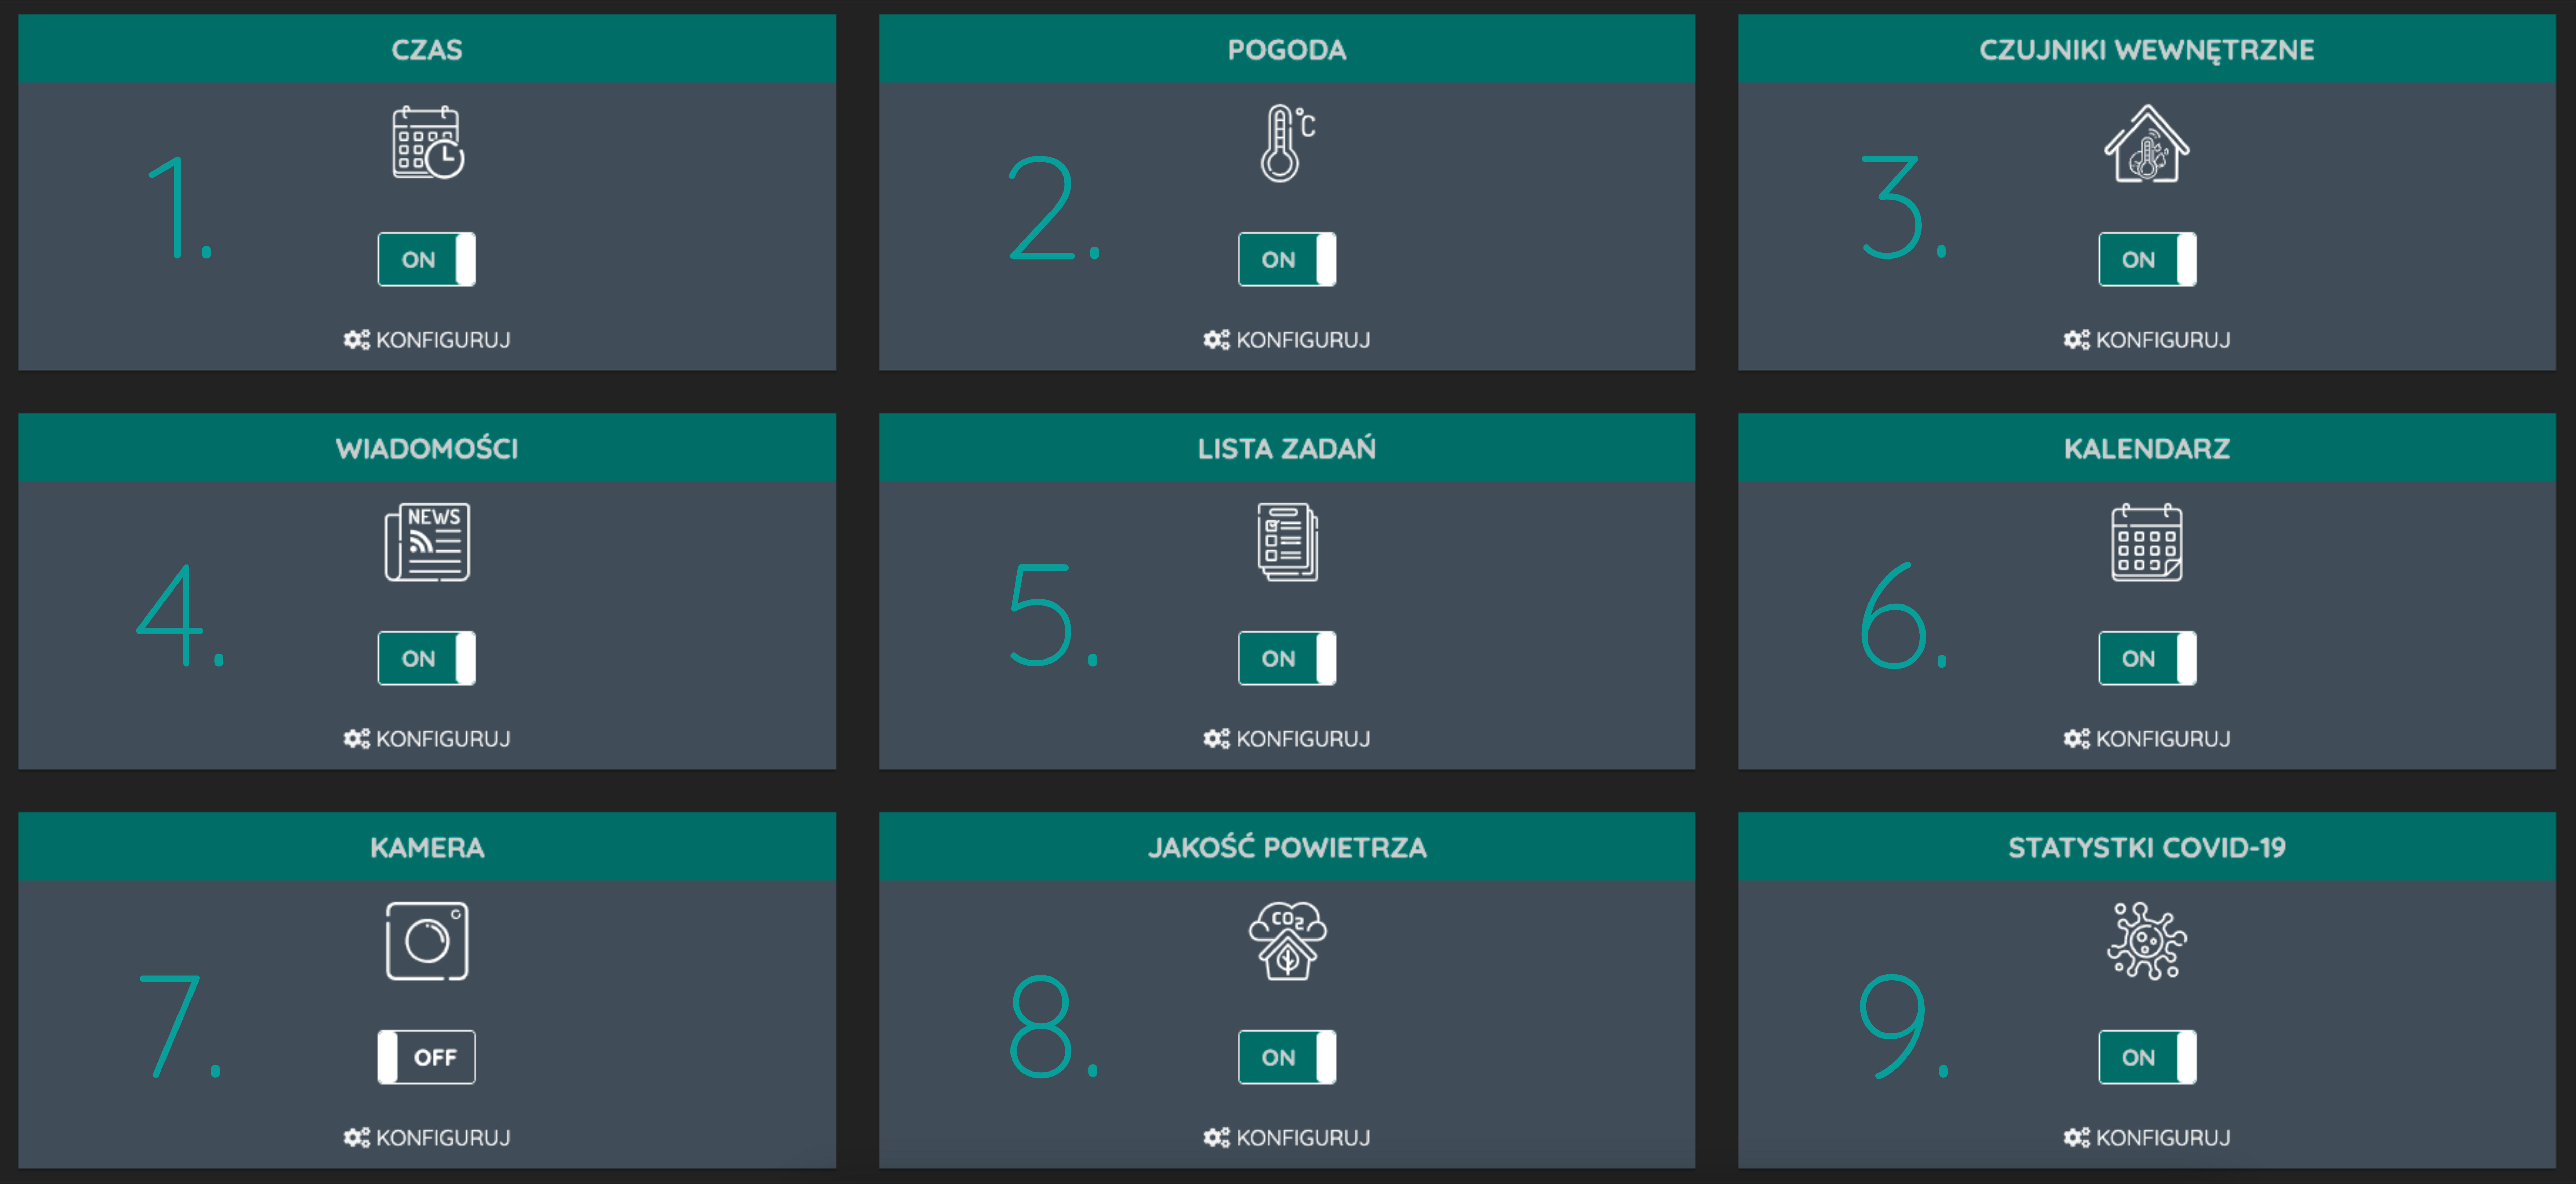 CZAS
1.
ON
KONFIGURUJ
POGODA
°C
2.
ON
KONFIGURUJ
CZUJNIKI WEWNĘTRZNE
3.
ON
KONFIGURUJ
WIADOMOŚCI
NEWS
4.
ON
KONFIGURUJ
LISTA ZADAŃ
5.
ON
KONFIGURUJ
KALENDARZ
6.
ON
KONFIGURUJ
KAMERA
7.
OFF
KONFIGURUJ
JAKOŚĆ POWIETRZA
CO2
8.
ON
KONFIGURUJ
STATYSTKI COVID-19
9.
ON
KONFIGURUJ